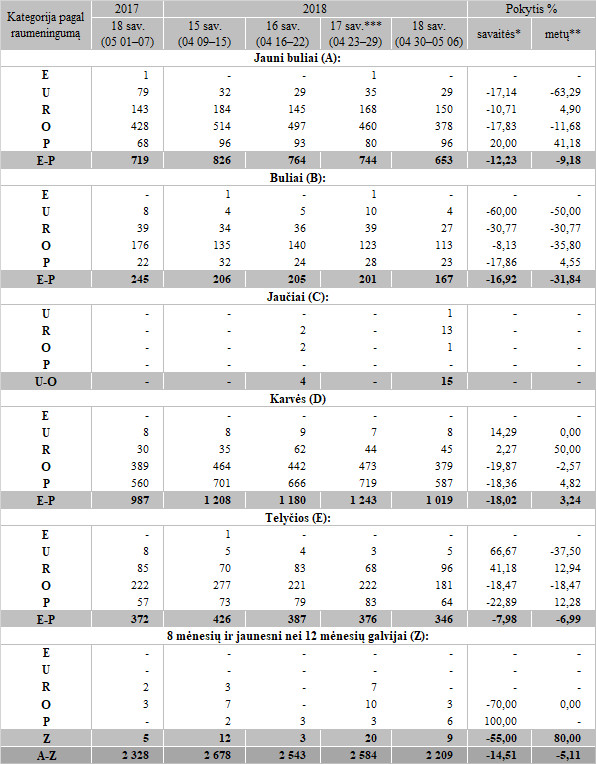 Kategorija pagal raumeningumą 2017 2018 Pokytis %
18 sav. (05 01–07) 15 sav. (04 09–15) 16 sav. (04 16–22) 17 sav.*** (04 23–29) 18 sav. (04 30–05 06) savaitės* metų**
Jauni buliai (A):
E 1 - - 1 - - -
U 79 32 29 35 29 -17,14 -63,29
R 143 184 145 168 150 -10,71 4,90
O 428 514 497 460 378 -17,83 -11,68
P 68 96 93 80 96 20,00 41,18
E-P 719 826 764 744 653 -12,23 -9,18
Buliai (B):
E - 1 - 1 - - -
U 8 4 5 10 4 -60,00 -50,00
R 39 34 36 39 27 -30,77 -30,77
O 176 135 140 123 113 -8,13 -35,80
P 22 32 24 28 23 -17,86 4,55
E-P 245 206 205 201 167 -16,92 -31,84
Jaučiai (C):
U - - - - 1 - -
R - - 2 - 13 - -
O - - 2 - 1 - -
P - - - - - - -
U-O - - 4 - 15 - -
Karvės (D)
E - - - - - - -
U 8 8 9 7 8 14,29 0,00
R 30 35 62 44 45 2,27 50,00
O 389 464 442 473 379 -19,87 -2,57
P 560 701 666 719 587 -18,36 4,82
E-P 987 1 208 1 180 1 243 1 019 -18,02 3,24
Telyčios (E):
E - 1 - - - - -
U 8 5 4 3 5 66,67 -37,50
R 85 70 83 68 96 41,18 12,94
O 222 277 221 222 181 -18,47 -18,47
P 57 73 79 83 64 -22,89 12,28
E-P 372 426 387 376 346 -7,98 -6,99
8 mėnesių ir jaunesni nei 12 mėnesių galvijai (Z):
E - - - - - - -
U - - - - - - -
R 2 3 - 7 - - -
O 3 7 - 10 3 -70,00 0,00
P - 2 3 3 6 100,00 -
Z 5 12 3 20 9 -55,00 80,00
A-Z 2 328 2 678 2 543 2 584 2 209 -14,51 -5,11